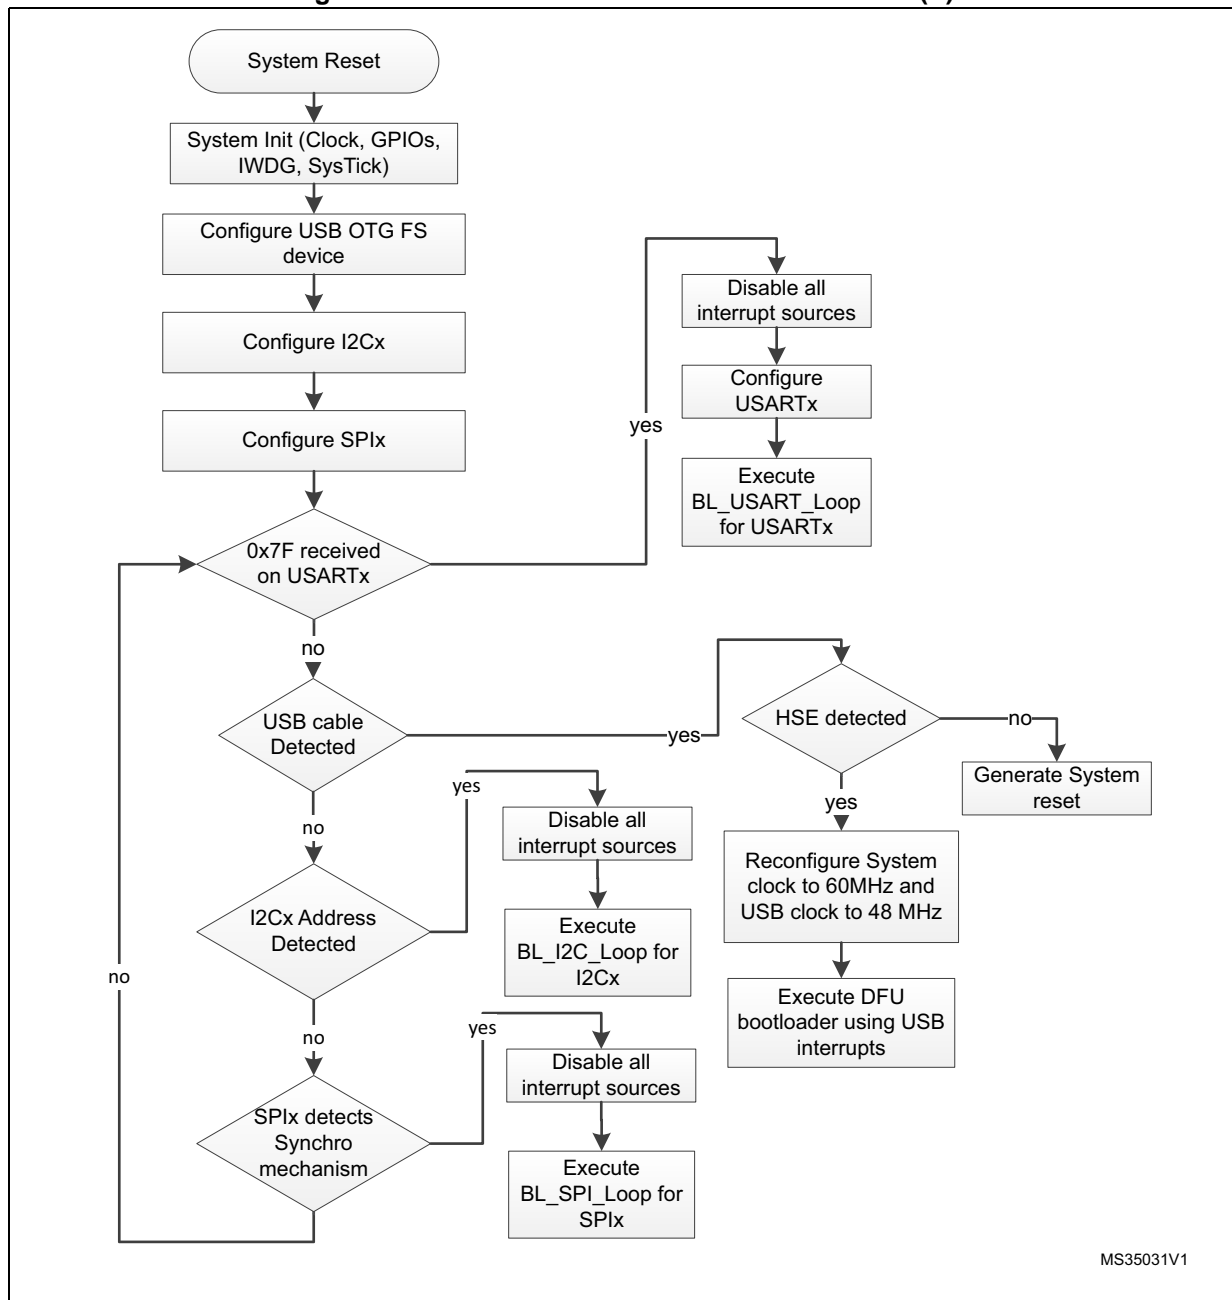 System Reset
System Init (Clock, GPIOs,
IWDG, SysTick)
Configure USB OTG FS
device
Configure I2Cx
Configure SPIx
0x7F received
on USARTx
yes
Disable all
interrupt sources
Configure
USARTx
Execute
BL_USART_Loop
for USARTx
no
USB cable
Detected
yes
HSE detected
no
Generate System
reset
yes
Reconfigure System
clock to 60MHz and
USB clock to 48 MHz
Execute DFU
bootloader using USB
interrupts
no
I2Cx Address
Detected
yes
Disable all
interrupt sources
Execute
BL_I2C_Loop for
I2Cx
no
SPIx detects
Synchro
mechanism
yes
Disable all
interrupt sources
Execute
BL_SPI_Loop for
SPIx
no
MS35031V1